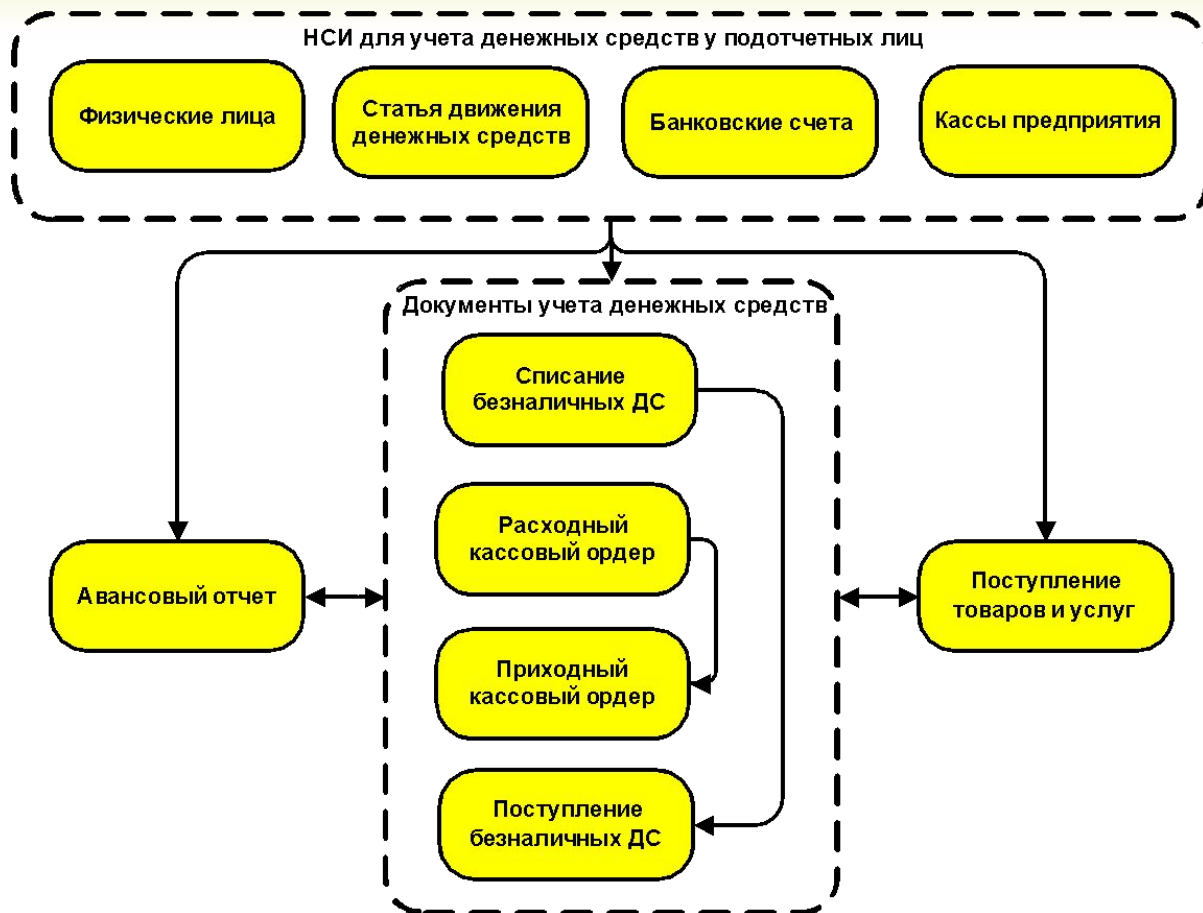 НСИ для учета денежных средств у подотчетных лиц
Физические лица
Статья движения
денежных средств
Банковские счета
Кассы предприятия
Документы учета денежных средств
Списание
безналичных ДС
Расходный
кассовый ордер
Авансовый отчет
Поступление
товаров и услуг
Приходный
кассовый ордер
Поступление
безналичных ДС